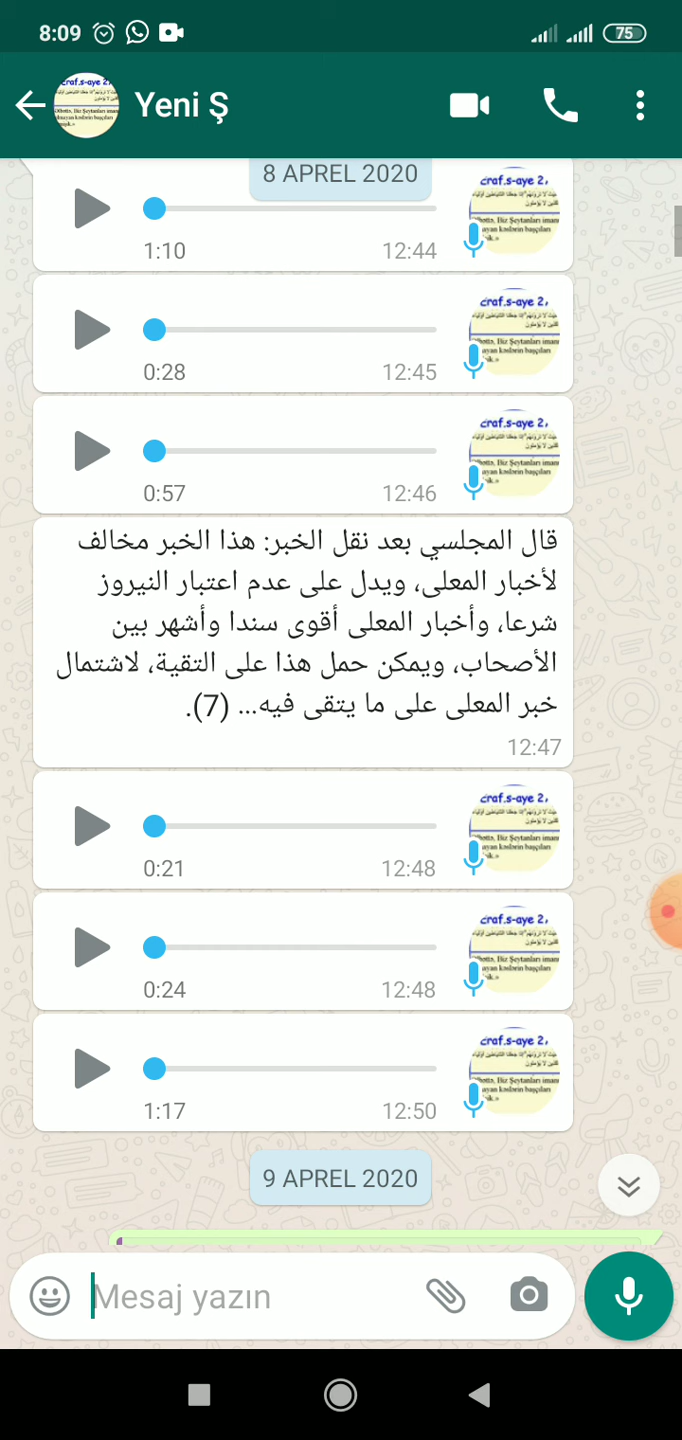 8:09
75
Yeni Ş
8 APREL 2020
1:10 12:44
0:28 12:45
0:57 12:46
قال المجلسي بعد نقل الخبر: هذا الخبر مخالف
لأخبار المعلى، ويدل على عدم اعتبار النيروز
شرعا، وأخبار المعلى أقوى سندا وأشهر بين
الأصحاب، ويمكن حمل هذا على التقية، لاشتمال
خبر المعلى على ما يتقى فيه... (7).
12:47
0:21 12:48
0:24 12:48
1:17 12:50
9 APREL 2020
Mesaj yazın